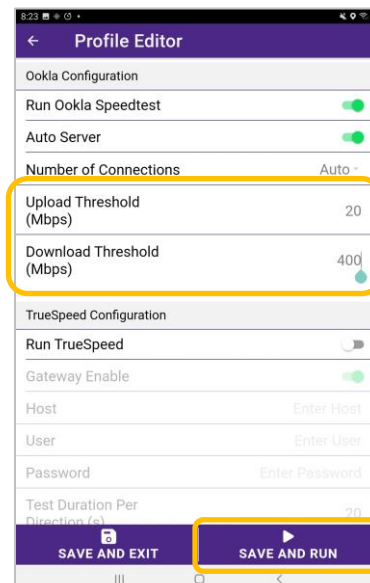 8:23
Profile Editor
Ookla Configuration
Run Ookla Speedtest
Auto Server
Number of Connections Auto
Upload Threshold
(Mbps) 20
Download Threshold
(Mbps) 400
TrueSpeed Configuration
Run TrueSpeed
Gateway Enable
Host Enter Host
User Enter User
Password Enter Password
Test Duration Per
Direction (s) 20
SAVE AND EXIT SAVE AND RUN